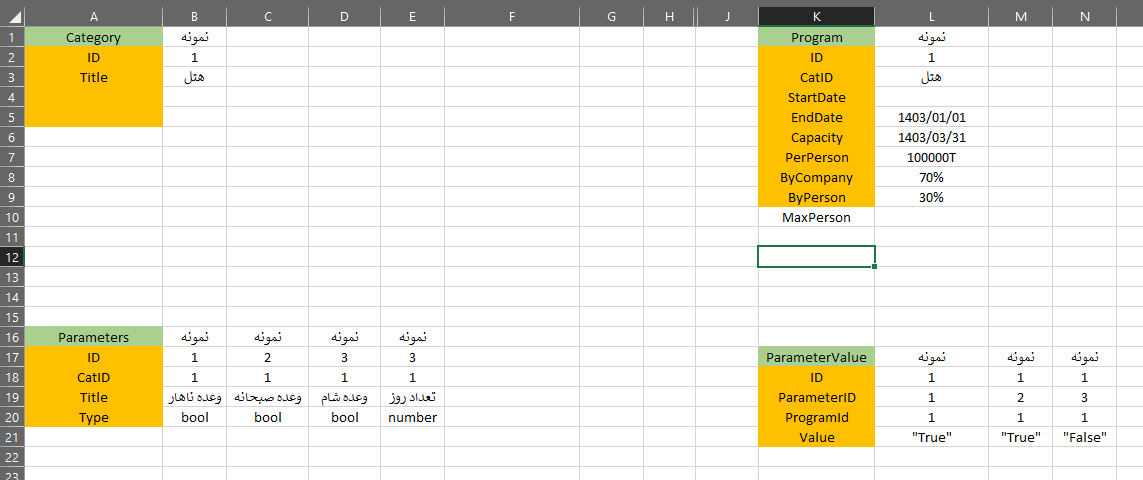 A B C D E F G H J K L M N
1 Category نمونه Program نمونه
2 ID 1 ID 1
3 Title هتل CatID هتل
4 StartDate
5 EndDate 1403/01/01
6 Capacity 1403/03/31
7 PerPerson 100000T
8 ByCompany 70%
9 ByPerson 30%
10 MaxPerson
11
12
13
14
15
16 Parameters نمونه نمونه نمونه نمونه
17 ID 1 2 3 3 ParameterValue نمونه نمونه نمونه
18 CatID 1 1 1 1 ID 1 1 1
19 Title وعده ناهار وعده صبحانه وعده شام تعداد روز ParameterID 1 2 3
20 Type bool bool bool number ProgramId 1 1 1
21 Value "True" "True" "False"
22
23